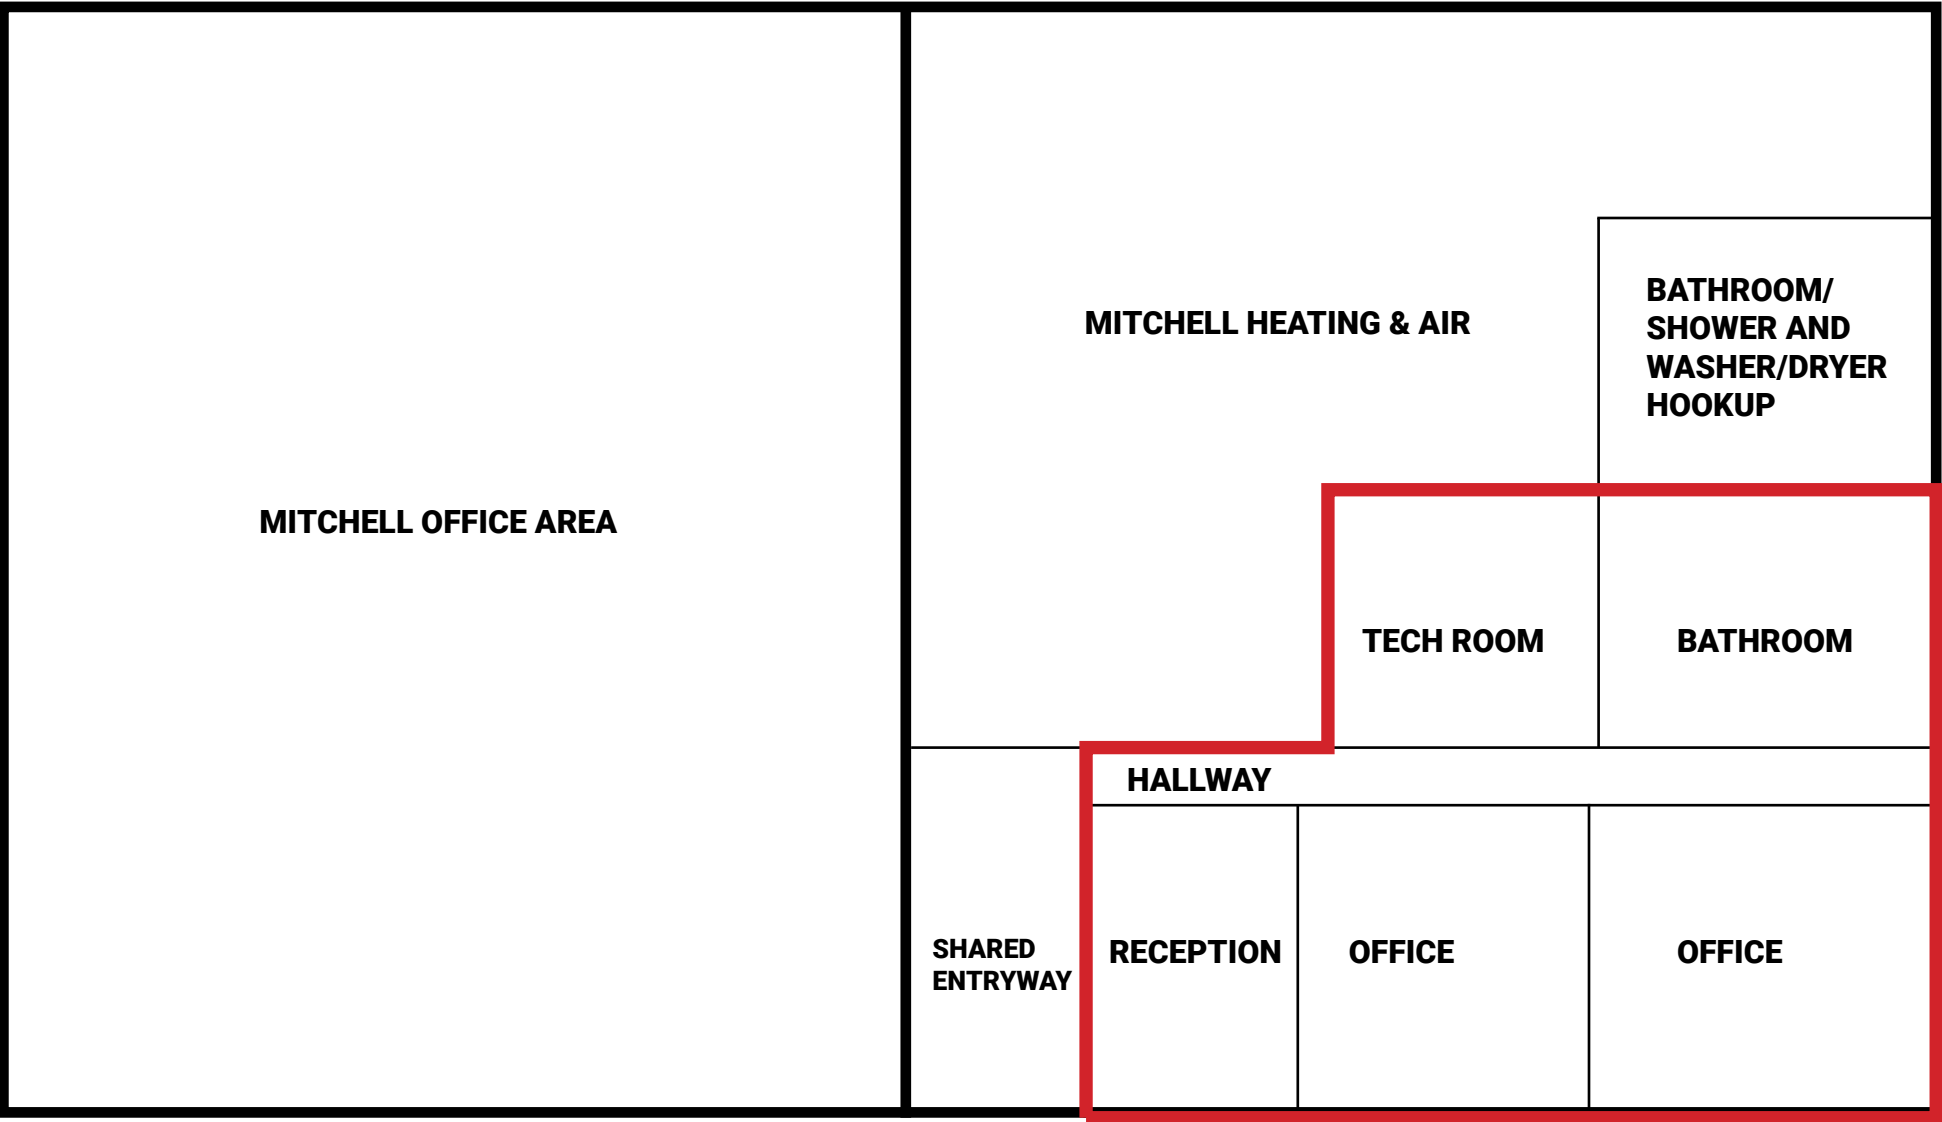 MITCHELL HEATING & AIR
BATHROOM/
SHOWER AND
WASHER/DRYER
HOOKUP
MITCHELL OFFICE AREA
TECH ROOM
BATHROOM
HALLWAY
SHARED
ENTRYWAY
RECEPTION
OFFICE
OFFICE